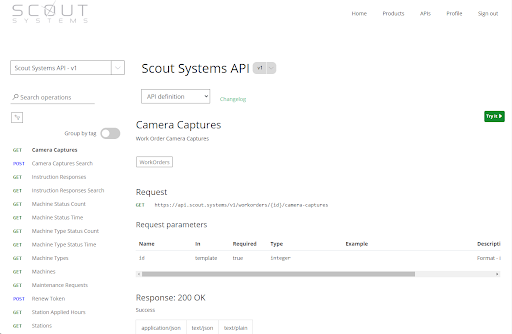 SCOUT
SYSTEMS
Home Products APIs Profile Sign out
Scout Systems API - v1
Scout Systems API v1
Search operations
API definition
Changelog
Try it
Camera Captures
Work Order Camera Captures
Group by tag
WorkOrders
GET Camera Captures
POST Camera Captures Search
GET Instruction Responses
GET Instruction Responses Search
GET Machine Status Count
GET Machine Status Time
GET Machine Type Status Count
GET Machine Type Status Time
GET Machine Types
GET Machines
GET Maintenance Requests
POST Renew Token
GET Station Applied Hours
GET Stations
Request
GET https://api.scout.systems/v1/workorders/{id}/camera-captures
Request parameters
Name In Required Type Example Descripti
id template true integer Format -
Response: 200 OK
Success
application/json text/json text/plain